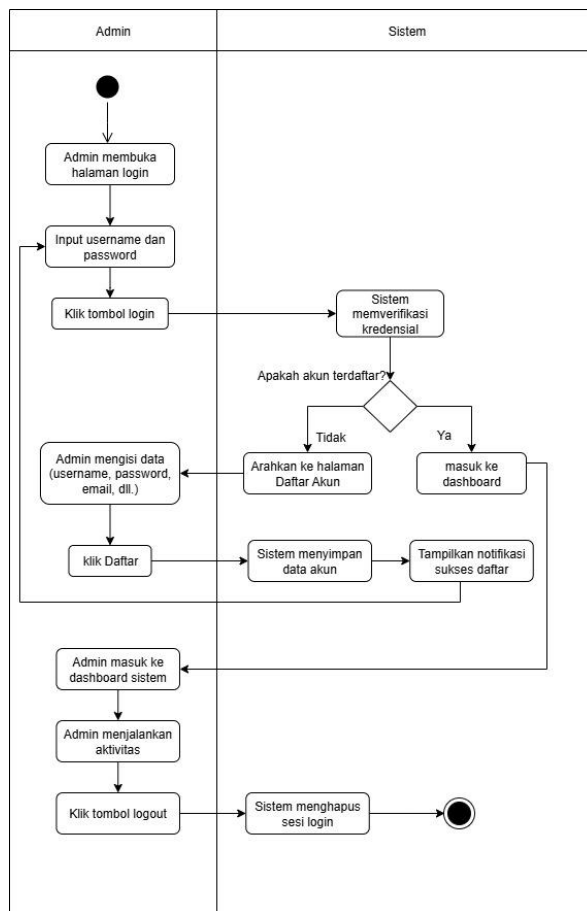 Admin
Sistem
Admin membuka
halaman login
Input username dan
password
Klik tombol login
Sistem
memverifikasi
kredensial
Apakah akun terdaftar?
Tidak
Ya
Admin mengisi data
(username, password,
email, dll.)
Arahkan ke halaman
Daftar Akun
masuk ke
dashboard
klik Daftar
Sistem menyimpan
data akun
Tampilkan notifikasi
sukses daftar
Admin masuk ke
dashboard sistem
Admin menjalankan
aktivitas
Klik tombol logout
Sistem menghapus
sesi login